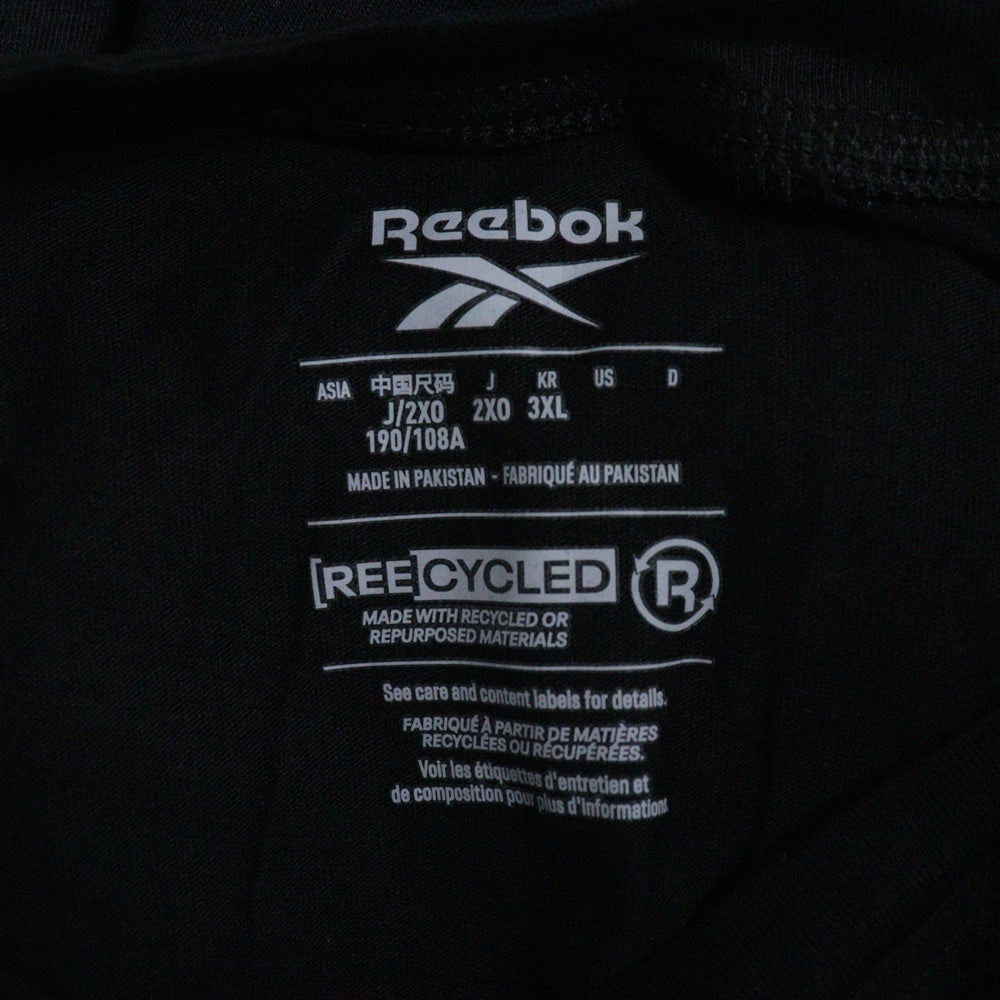 Reebok
ASIA 中国尺码 J KR US D
J/2XO 2XO 3XL
190/108A
MADE IN PAKISTAN - FABRIQUÉ AU PAKISTAN
[REECYCLED R
MADE WITH RECYCLED OR
REPURPOSED MATERIALS
See care and content labels for details.
FABRIQUÉ À PARTIR DE MATIÈRES
RECYCLÉES OU RÉCUPÉRÉES.
Voir les étiquettes d'entretien et
de composition pour plus d'informations